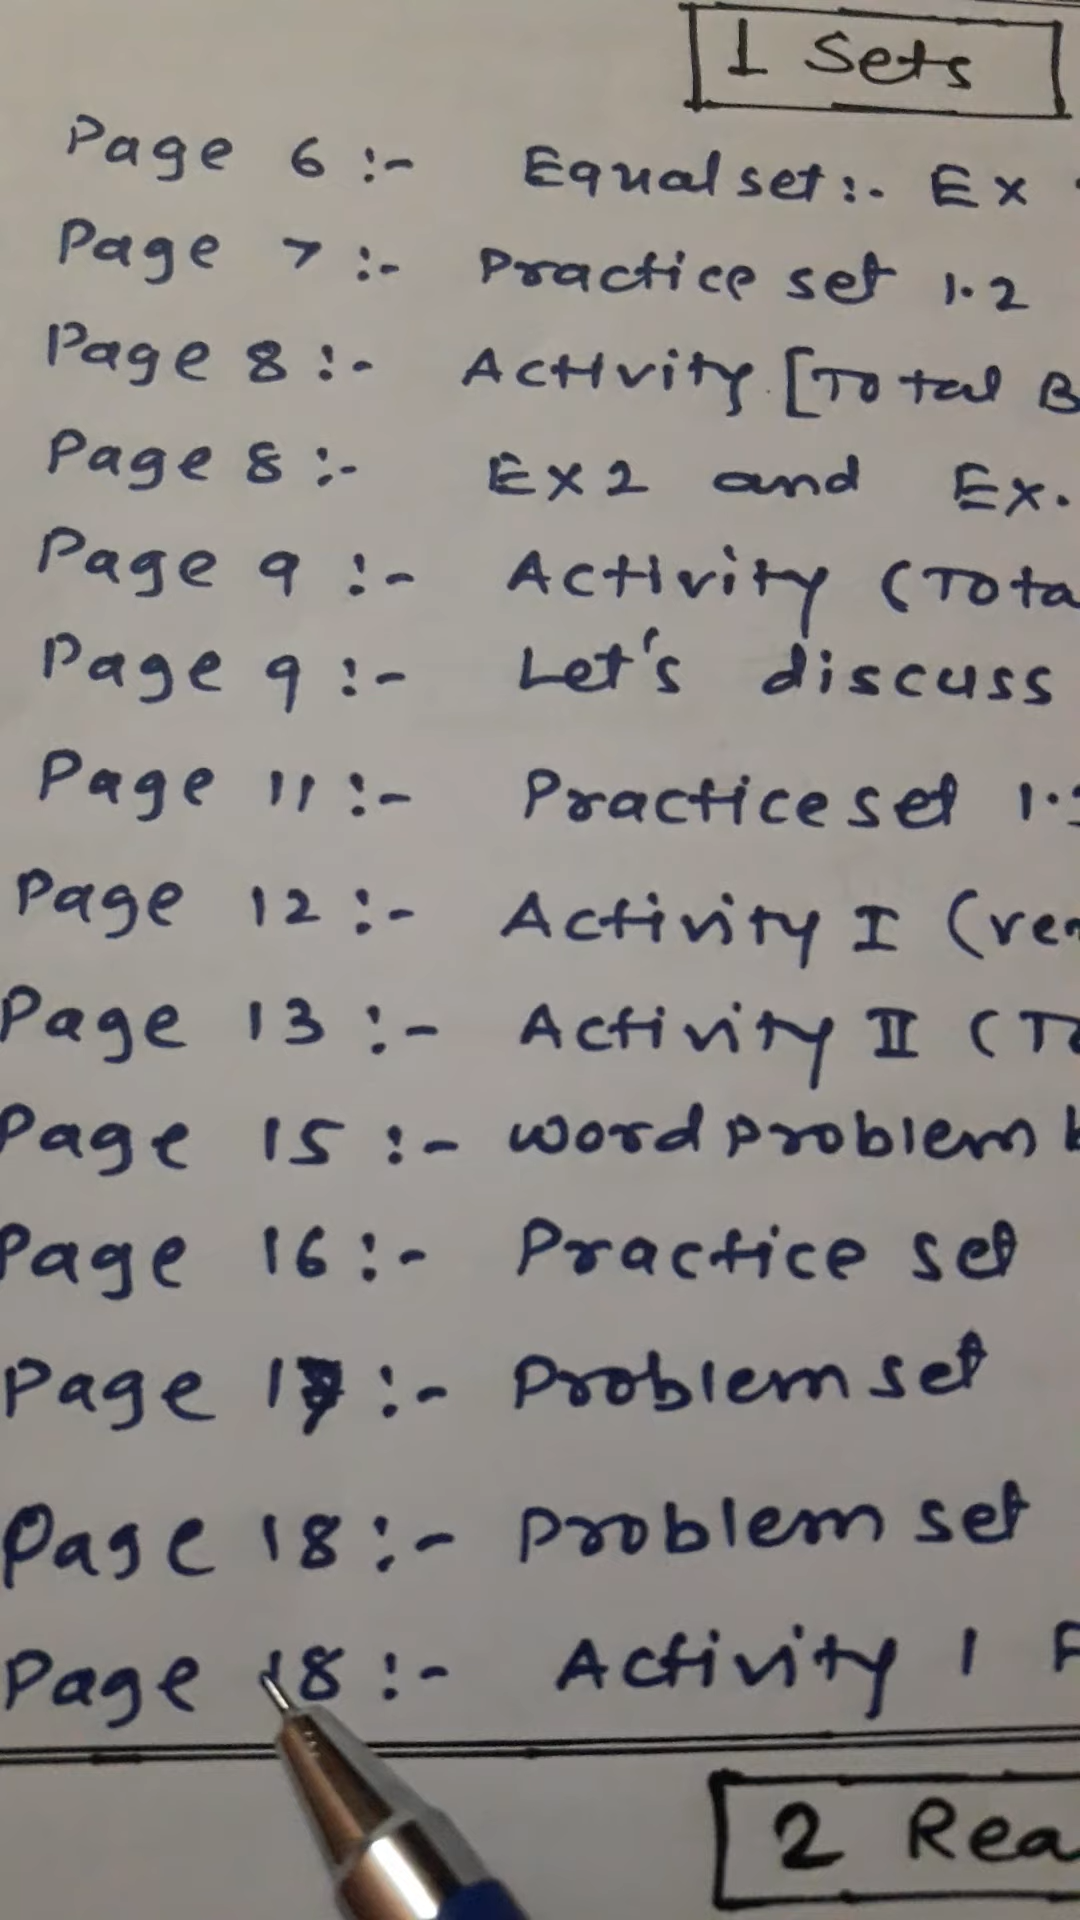 1 Sets
Page 6 :- Equal set :- Ex
Page 7 :- Practice set 1.2
Page 8 :- Activity [Total B
Page 8 :- Ex 2 and Ex.
Page 9 :- Activity (Tota
Page 9 :- Let's discuss
Page 11 :- Practice set 1.
Page 12 :- Activity I (ver
Page 13 :- Activity II (To
Page 15 :- word problem b
Page 16 :- Practice set
Page 17 :- Problem set
Page 18 :- Problem set
Page 18 :- Activity 1 F
2 Rea